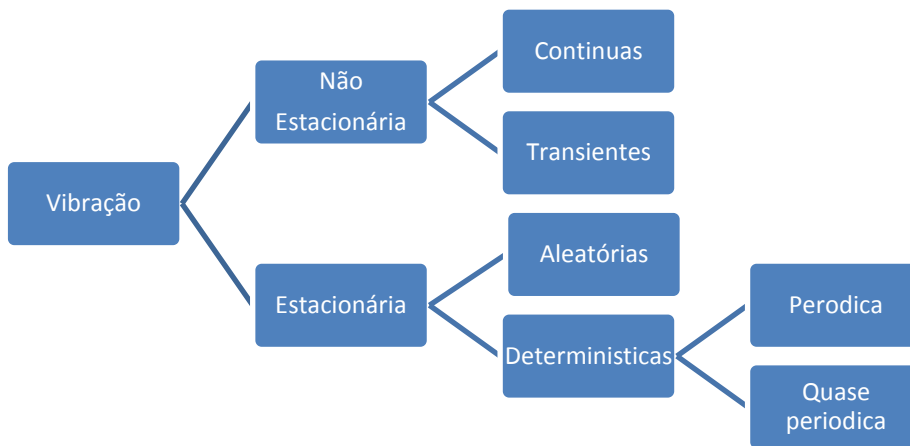 Vibração
Não
Estacionária
Continuas
Transientes
Estacionária
Aleatórias
Deterministicas
Perodica
Quase
periodica